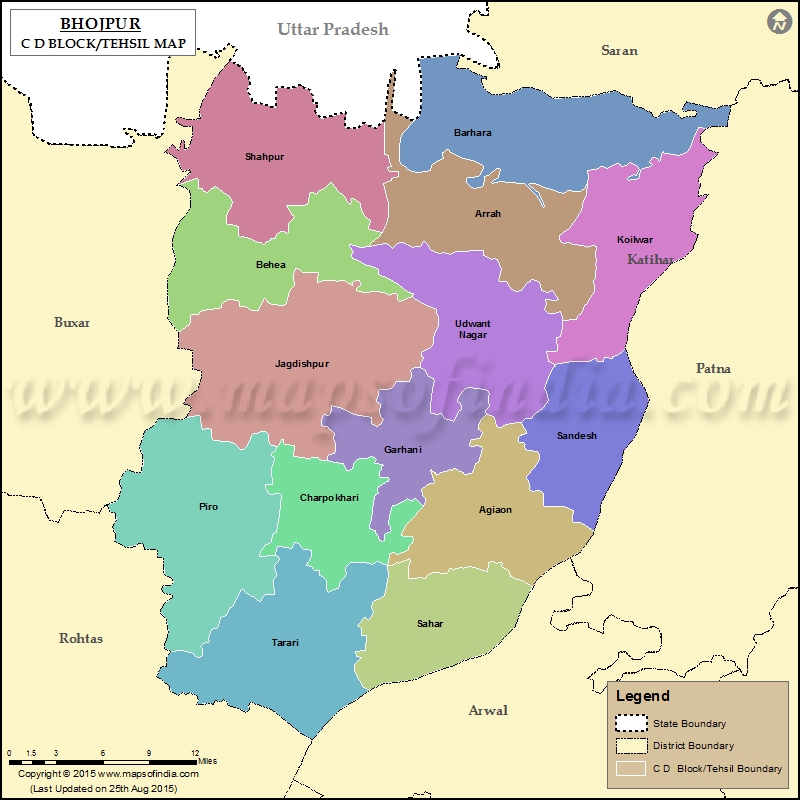 BHOJPUR
C D BLOCK/TEHSIL MAP
Uttar Pradesh
N
Saran
Barhara
Shahpur
Arrah
Koilwar
Katihar
Behea
Buxar
Udwant
Nagar
Jagdishpur
Patna
www.mapsofindia.com
Sandesh
Garhani
Charpokhari
Piro
Agiaon
Sahar
Rohtas
Tarari
Arwal
Legend
State Boundary
District Boundary
C D Block/Tehsil Boundary
0 1.5 3 6 9 12
Miles
Copyright © 2015 www.mapsofindia.com
(Last Updated on 25th Aug 2015)